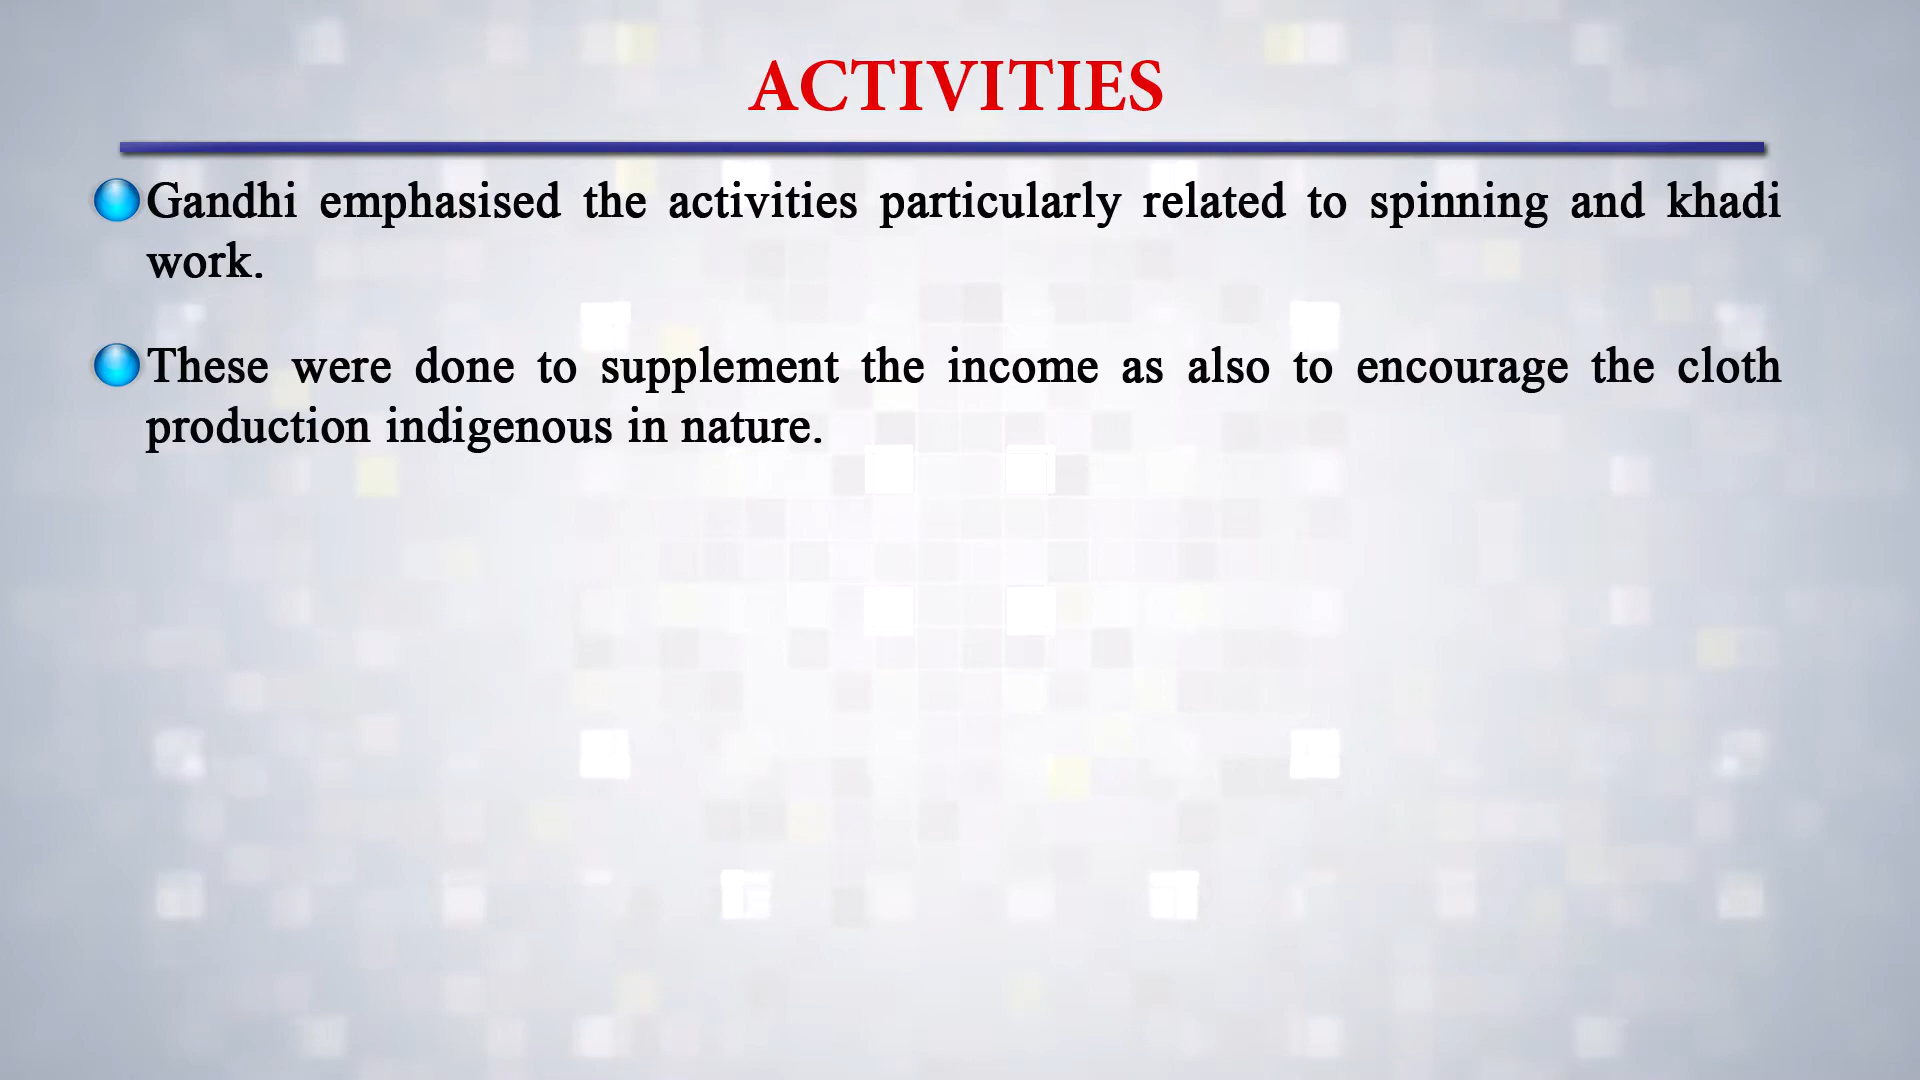 ACTIVITIES
Gandhi emphasised the activities particularly related to spinning and khadi
work.
These were done to supplement the income as also to encourage the cloth
production indigenous in nature.